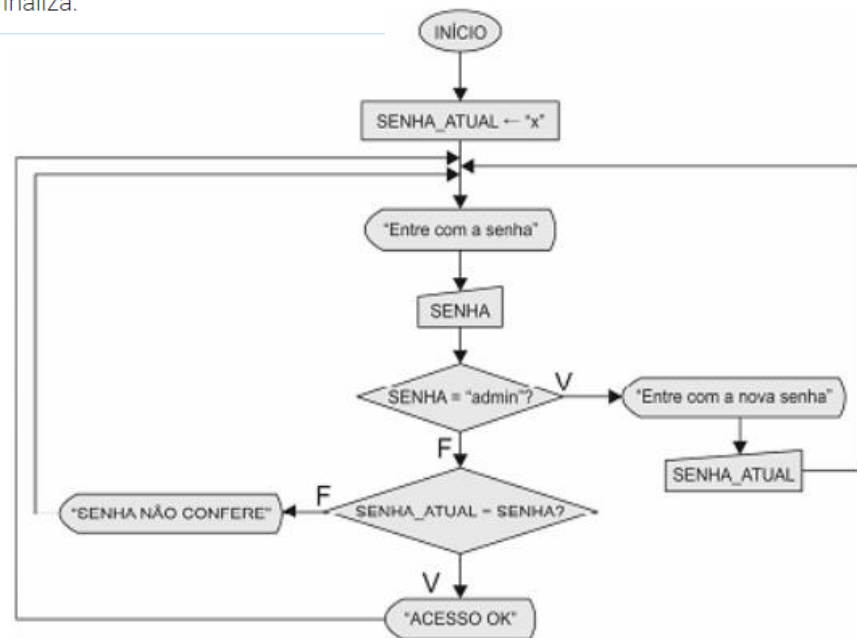 inaliza.
INÍCIO
SENHA_ATUAL ← "x"
"Entre com a senha"
SENHA
SENHA = "admin"?
V
"Entre com a nova senha"
F
SENHA_ATUAL
F
SENHA_ATUAL = SENHA?
"SENHA NÃO CONFERE"
V
"ACESSO OK"